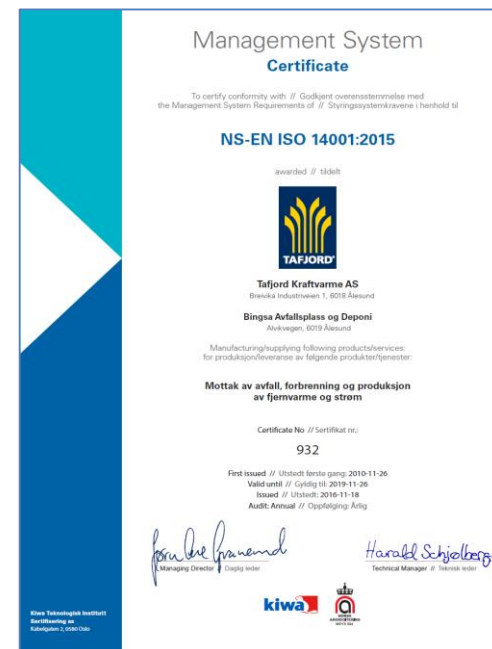 Management System
Certificate
To certify conformity with // Godkjent overensstemmelse med
the Management System Requirements of // Styringssystemkravene i henhold til
NS-EN ISO 14001:2015
awarded // tildelt
TAFJORD
Tafjord Kraftvarme AS
Breivika Industriveien 1, 6018 Ålesund
Bingsa Avfallsplass og Deponi
Alvikvegen, 6019 Ålesund
Manufacturing/supplying following products/services:
for produksjon/leveranse av følgende produkter/tjenester:
Mottak av avfall, forbrenning og produksjon
av fjernvarme og strøm
Certificate No // Sertifikat nr.:
932
First issued // Utstedt første gang: 2010-11-26
Valid until // Gyldig til: 2019-11-26
Issued // Utstedt: 2016-11-18
Audit: Annual // Oppfølging: Årlig
Harald Schjølberg
Managing Director // Daglig leder
Technical Manager // Teknisk leder
kiwa
Kiwa Teknologisk Institutt
Sertifisering as
Kabelgaten 2, 0580 Oslo